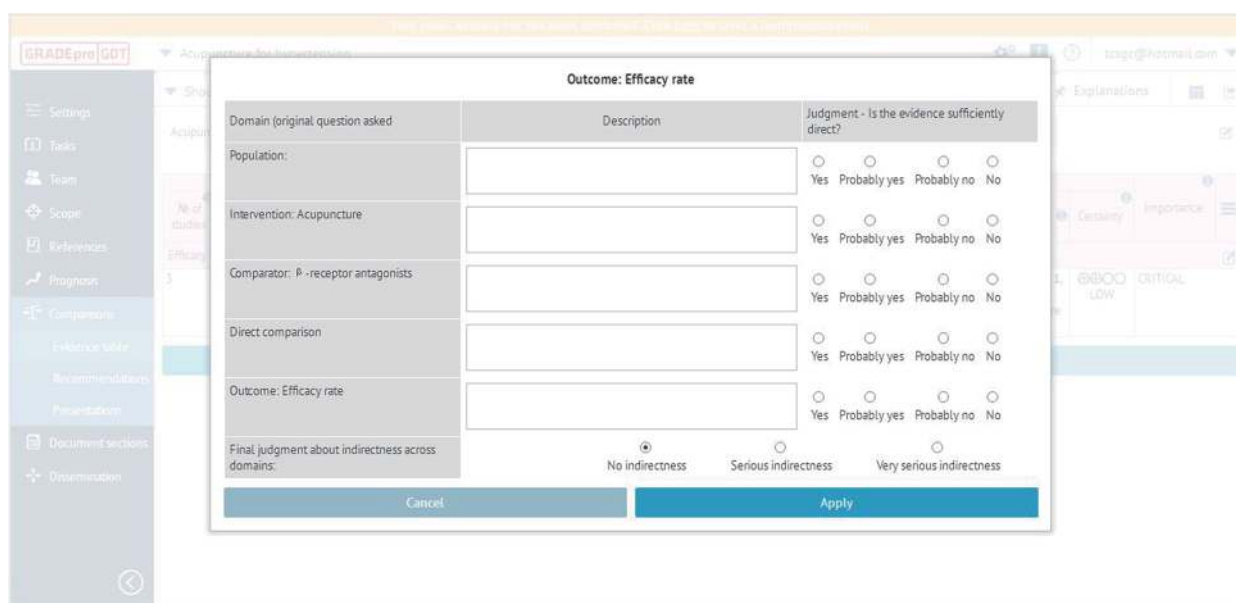 GRADEpro GDT
Acupuncture for hypertension
Explanations
Settings
Tasks
Team
Scope
References
Prognosis
Comparisons
Evidence table
Recommendations
Presentations
Document sections
Dissemination
Outcome: Efficacy rate
Domain (original question asked
Description
Judgment - Is the evidence sufficiently
direct?
Population:
Yes Probably yes Probably no No
Intervention: Acupuncture
Yes Probably yes Probably no No
Comparator: β -receptor antagonists
Yes Probably yes Probably no No
Direct comparison
Yes Probably yes Probably no No
Outcome: Efficacy rate
Yes Probably yes Probably no No
Final judgment about indirectness across
domains:
No indirectness Serious indirectness Very serious indirectness
Cancel Apply
№ of
studies
Certainty
Importance
3
LOW
CRITICAL